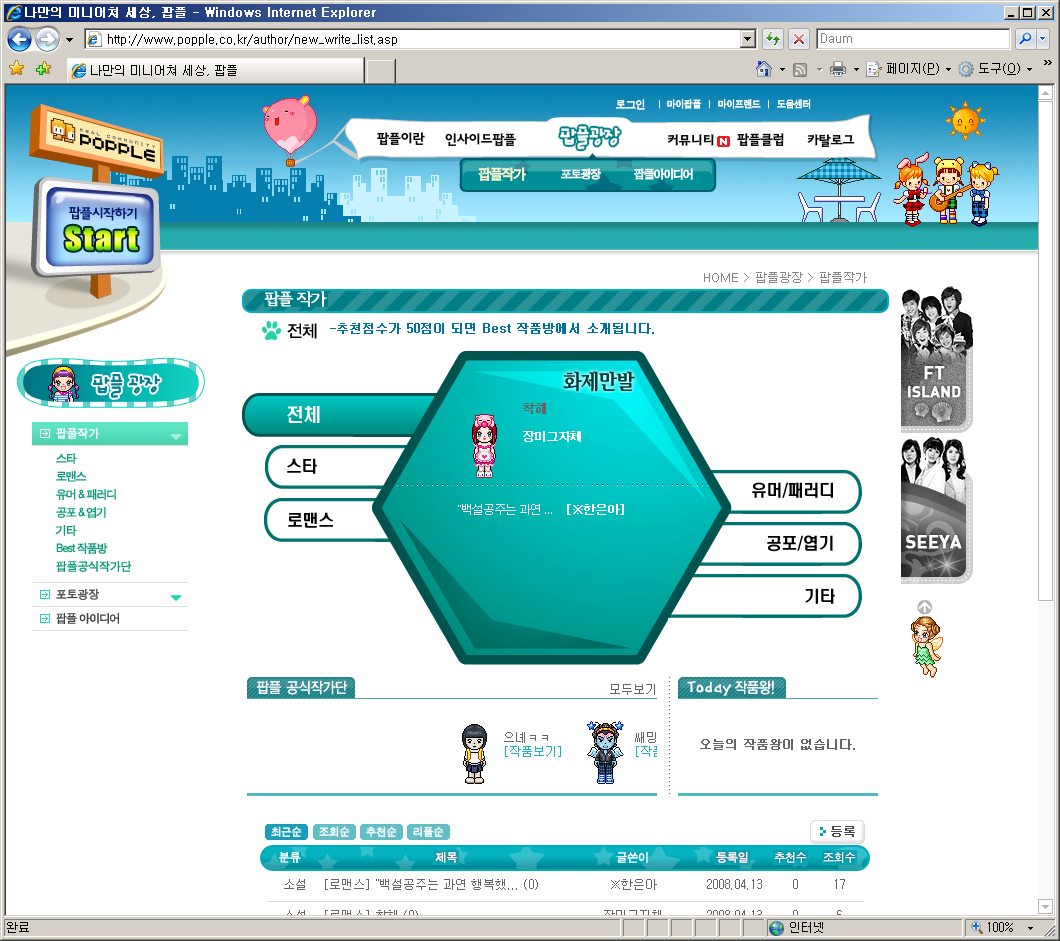 나만의 미니어쳐 세상, 팝플 - Windows Internet Explorer
http://www.popple.co.kr/author/new_write_list.asp
Daum
나만의 미니어쳐 세상, 팝플
페이지(P)
도구(O)
로그인 | 마이팝플 | 마이프렌드 | 도움센터
REAL COMMUNITY
POPPLE
팝플이란
인사이드팝플
팝플광장
커뮤니티 N
팝플클럽
카탈로그
팝플작가
포토광장
팝플아이디어
팝플시작하기
Start
HOME > 팝플광장 > 팝플작가
팝플 작가
전체 -추천점수가 50점이 되면 Best 작품방에서 소개됩니다.
팝플 광장
팝플작가
스타
로맨스
유머 & 패러디
공포 & 엽기
기타
Best 작품방
팝플공식작가단
포토광장
팝플 아이디어
화제만발
착해
장미그자체
"백설공주는 과연 ... [※한은아]
전체
스타
로맨스
유머/패러디
공포/엽기
기타
FT
ISLAND
SEEYA
팝플 공식작가단
모두보기
으녜ㅋㅋ
[작품보기]
쌔밍
Today 작품왕!
오늘의 작품왕이 없습니다.
최근순 조회순 추천순 리플순
등록
분류 제목 글쓴이 등록일 추천수 조회수
소설 [로맨스] "백설공주는 과연 행복했... (0) ※한은아 2008.04.13 0 17
완료
인터넷
100%